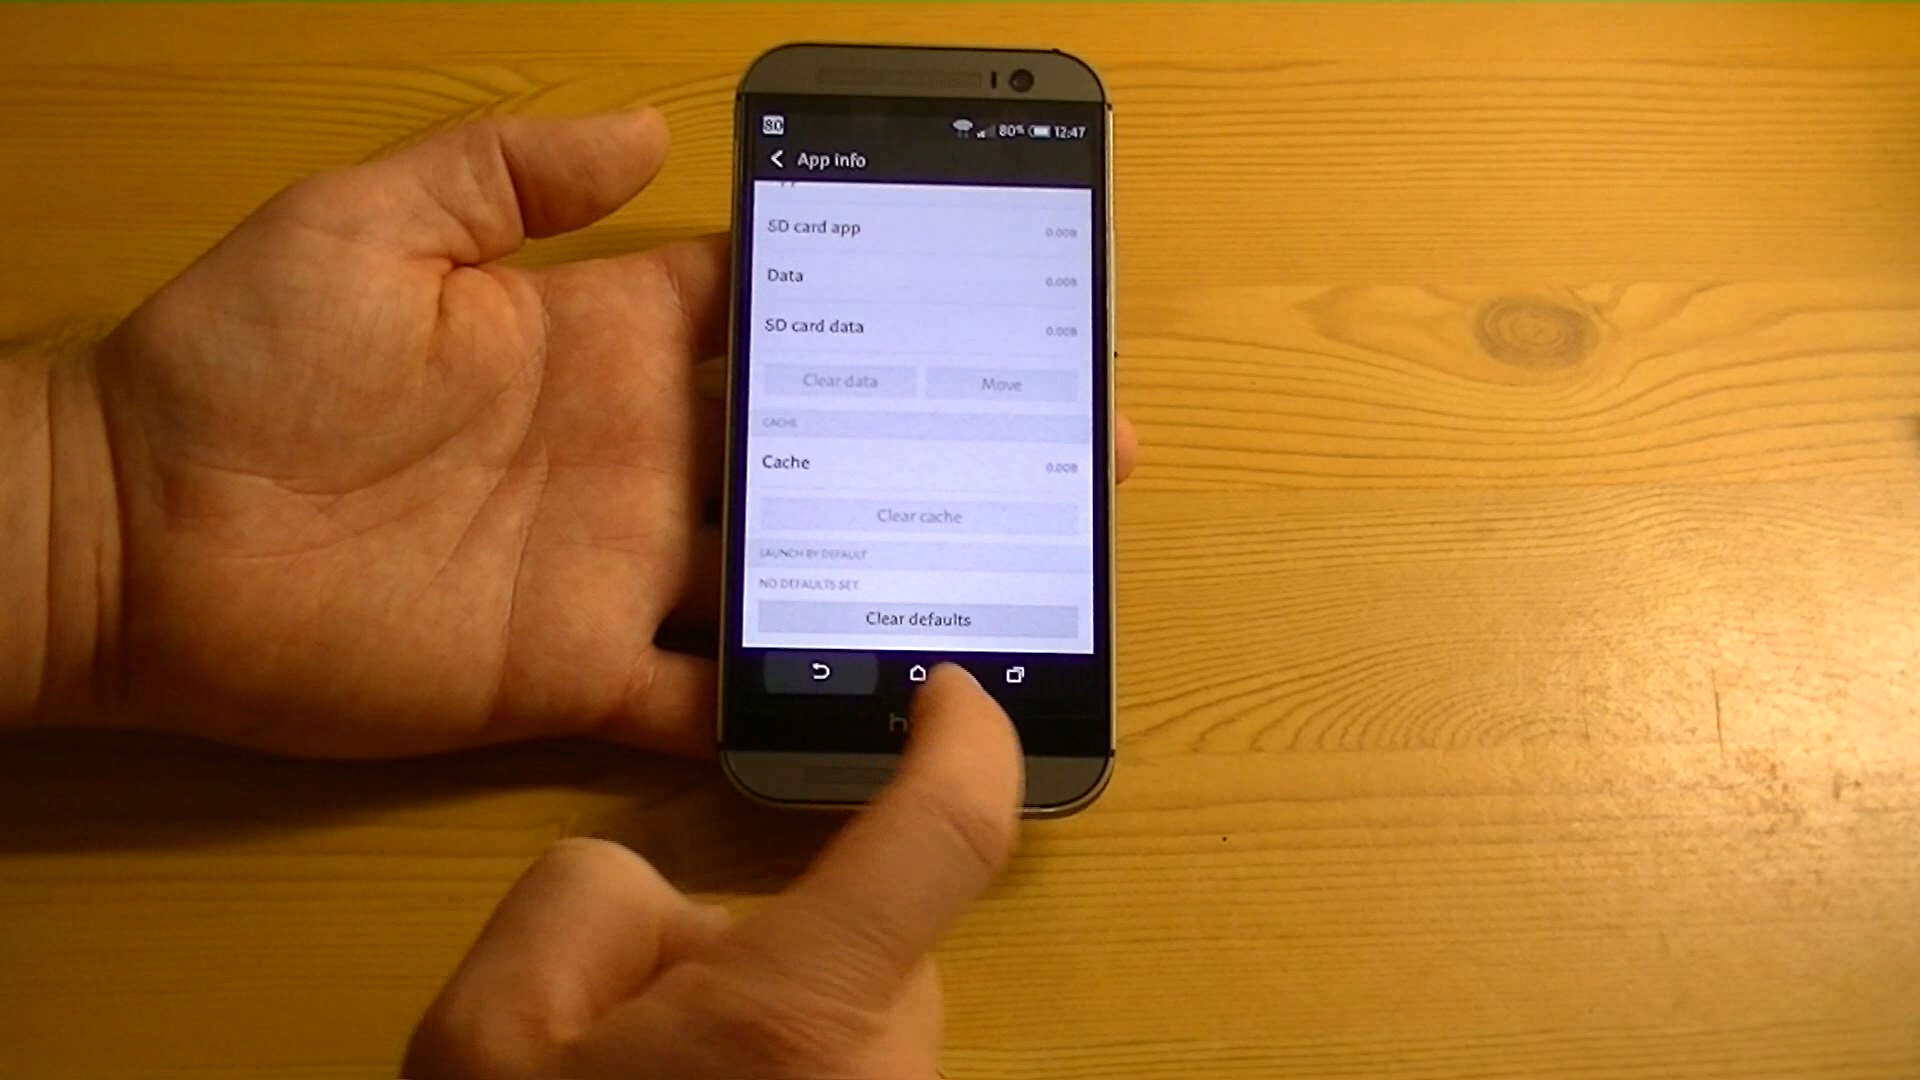 80% 12:47
App info
SD card app 0.00B
Data 0.00B
SD card data 0.00B
Clear data Move
CACHE
Cache 0.00B
Clear cache
LAUNCH BY DEFAULT
NO DEFAULTS SET
Clear defaults